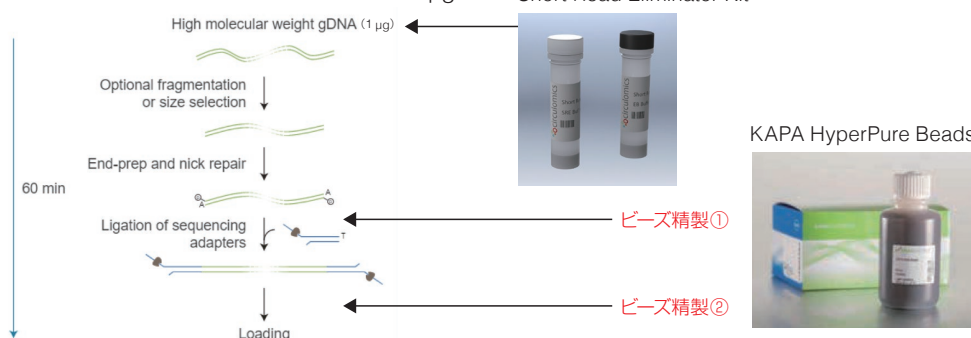 Short Read Eliminator Kit
High molecular weight gDNA (1 μg)
Optional fragmentation
or size selection
circulomics
circulomics
KAPA HyperPure Beads
End-prep and nick repair
60 min
A
A
Ligation of sequencing
adapters
T
ビーズ精製①
ビーズ精製②
Loading